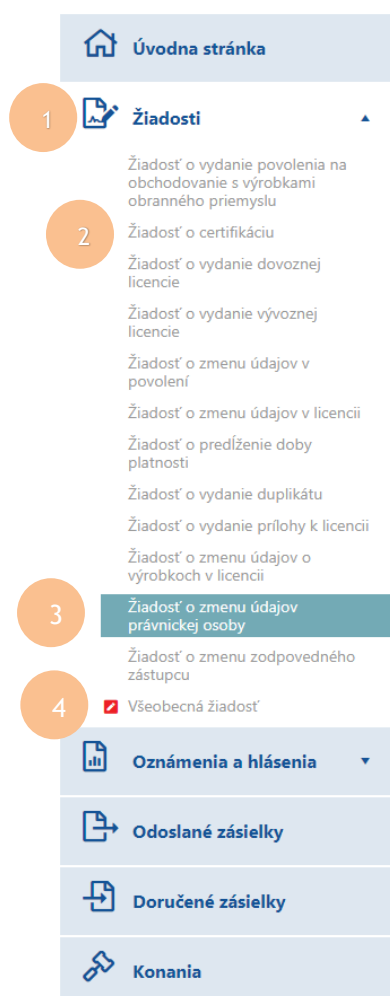 Úvodna stránka
1
Žiadosti
Žiadosť o vydanie povolenia na
obchodovanie s výrobkami
obranného priemyslu
2
Žiadosť o certifikáciu
Žiadosť o vydanie dovoznej
licencie
Žiadosť o vydanie vývoznej
licencie
Žiadosť o zmenu údajov v
povolení
Žiadosť o zmenu údajov v licencii
Žiadosť o predĺženie doby
platnosti
Žiadosť o vydanie duplikátu
Žiadosť o vydanie prílohy k licencii
Žiadosť o zmenu údajov o
výrobkoch v licencii
3
Žiadosť o zmenu údajov
právnickej osoby
Žiadosť o zmenu zodpovedného
zástupcu
4
Všeobecná žiadosť
Oznámenia a hlásenia
Odoslané zásielky
Doručené zásielky
Konania